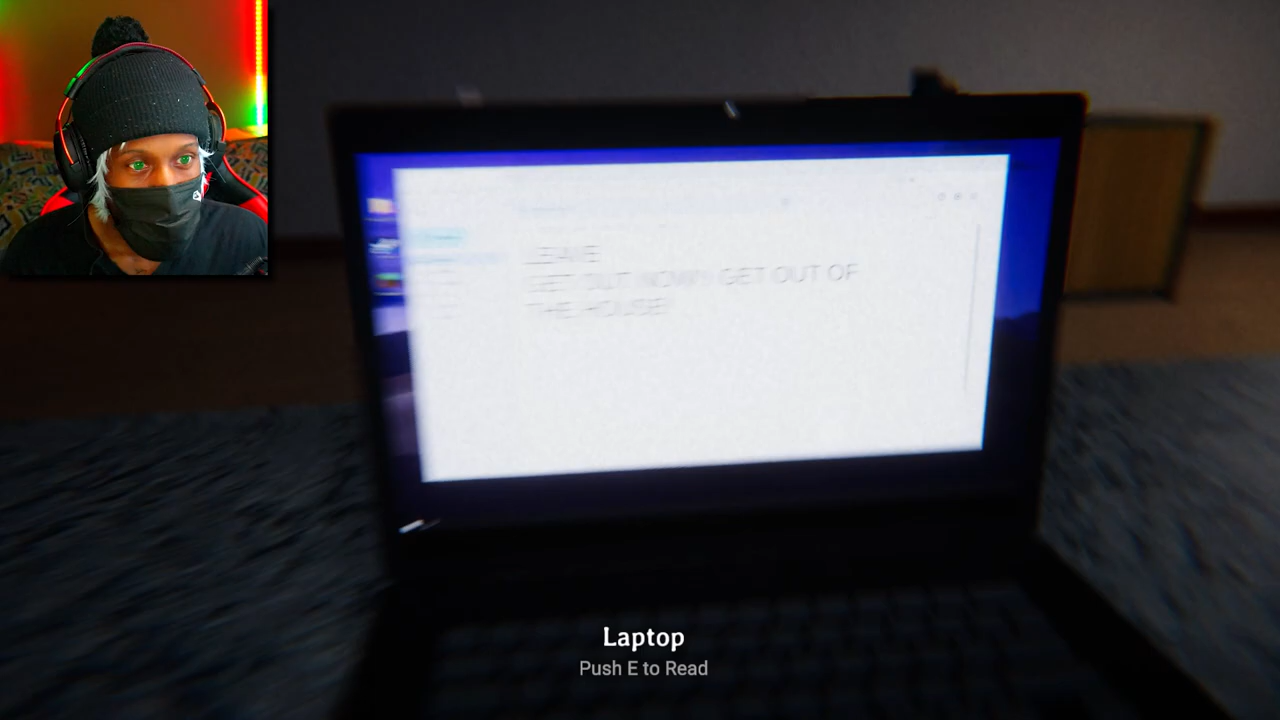 LEAVE
GET OUT NOW!! GET OUT OF
THE HOUSE!
Laptop
Push E to Read